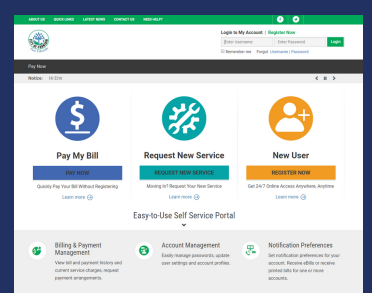 ABOUT US QUICK LINKS LATEST NEWS CONTACT US NEED HELP?
Login to My Account | Register Now
Enter Username Enter Password Login
Remember me Forgot Username | Password
Pay Now
Notice: Hi Erin
Pay My Bill Request New Service New User
PAY NOW REQUEST NEW SERVICE REGISTER NOW
Quickly Pay Your Bill Without Registering Moving In? Request Your New Service Get 24/7 Online Access Anywhere, Anytime
Learn more Learn more Learn more
Easy-to-Use Self Service Portal
Billing & Payment Management
View bill and payment history and
current service charges, request
payment arrangements.
Account Management
Easily manage passwords, update
user settings and account profiles.
Notification Preferences
Set notification preferences for your
account. Receive eBills or receive
printed bills for one or more
accounts.